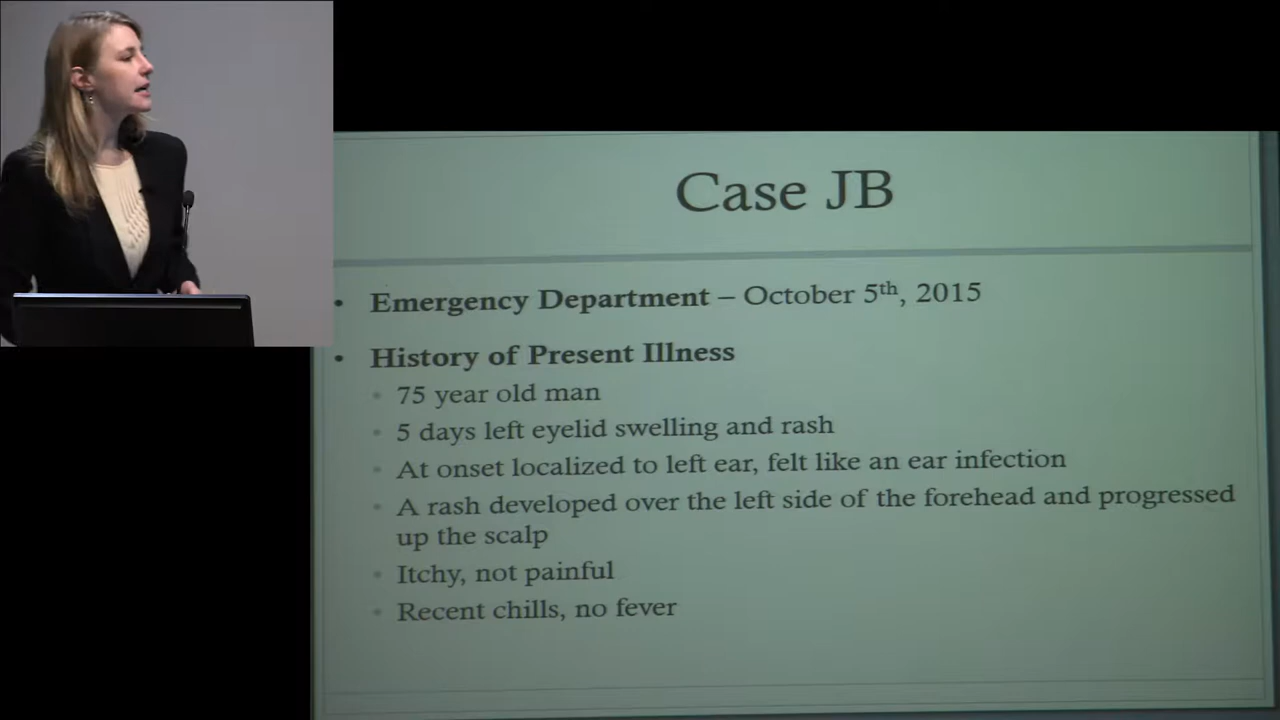 Case JB
• Emergency Department – October 5th, 2015
• History of Present Illness
• 75 year old man
• 5 days left eyelid swelling and rash
• At onset localized to left ear, felt like an ear infection
• A rash developed over the left side of the forehead and progressed
up the scalp
• Itchy, not painful
• Recent chills, no fever